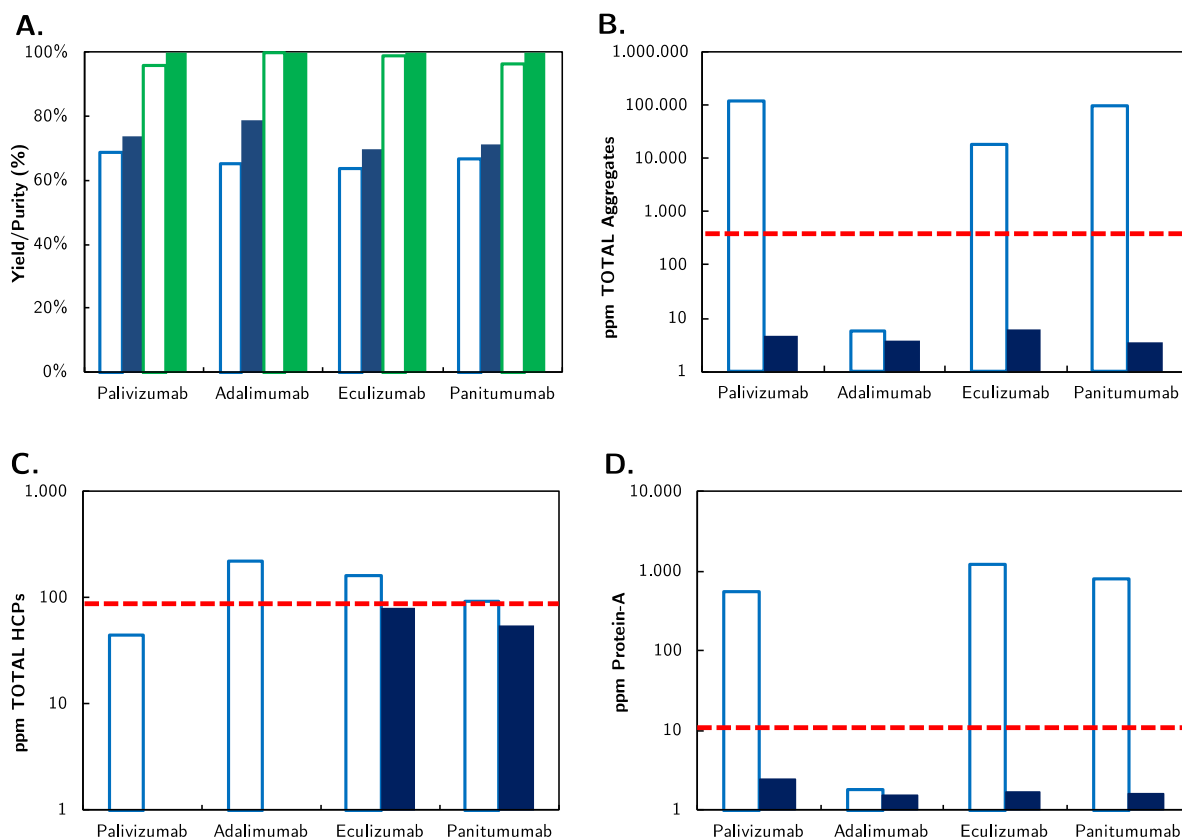 A.
Yield/Purity (%)
100%
80%
60%
40%
20%
0%
Palivizumab Adalimumab Eculizumab Panitumumab
B.
ppm TOTAL Aggregates
1.000.000
100.000
10.000
1.000
100
10
1
Palivizumab Adalimumab Eculizumab Panitumumab
C.
ppm TOTAL HCPs
1.000
100
10
1
Palivizumab Adalimumab Eculizumab Panitumumab
D.
ppm Protein-A
10.000
1.000
100
10
1
Palivizumab Adalimumab Eculizumab Panitumumab